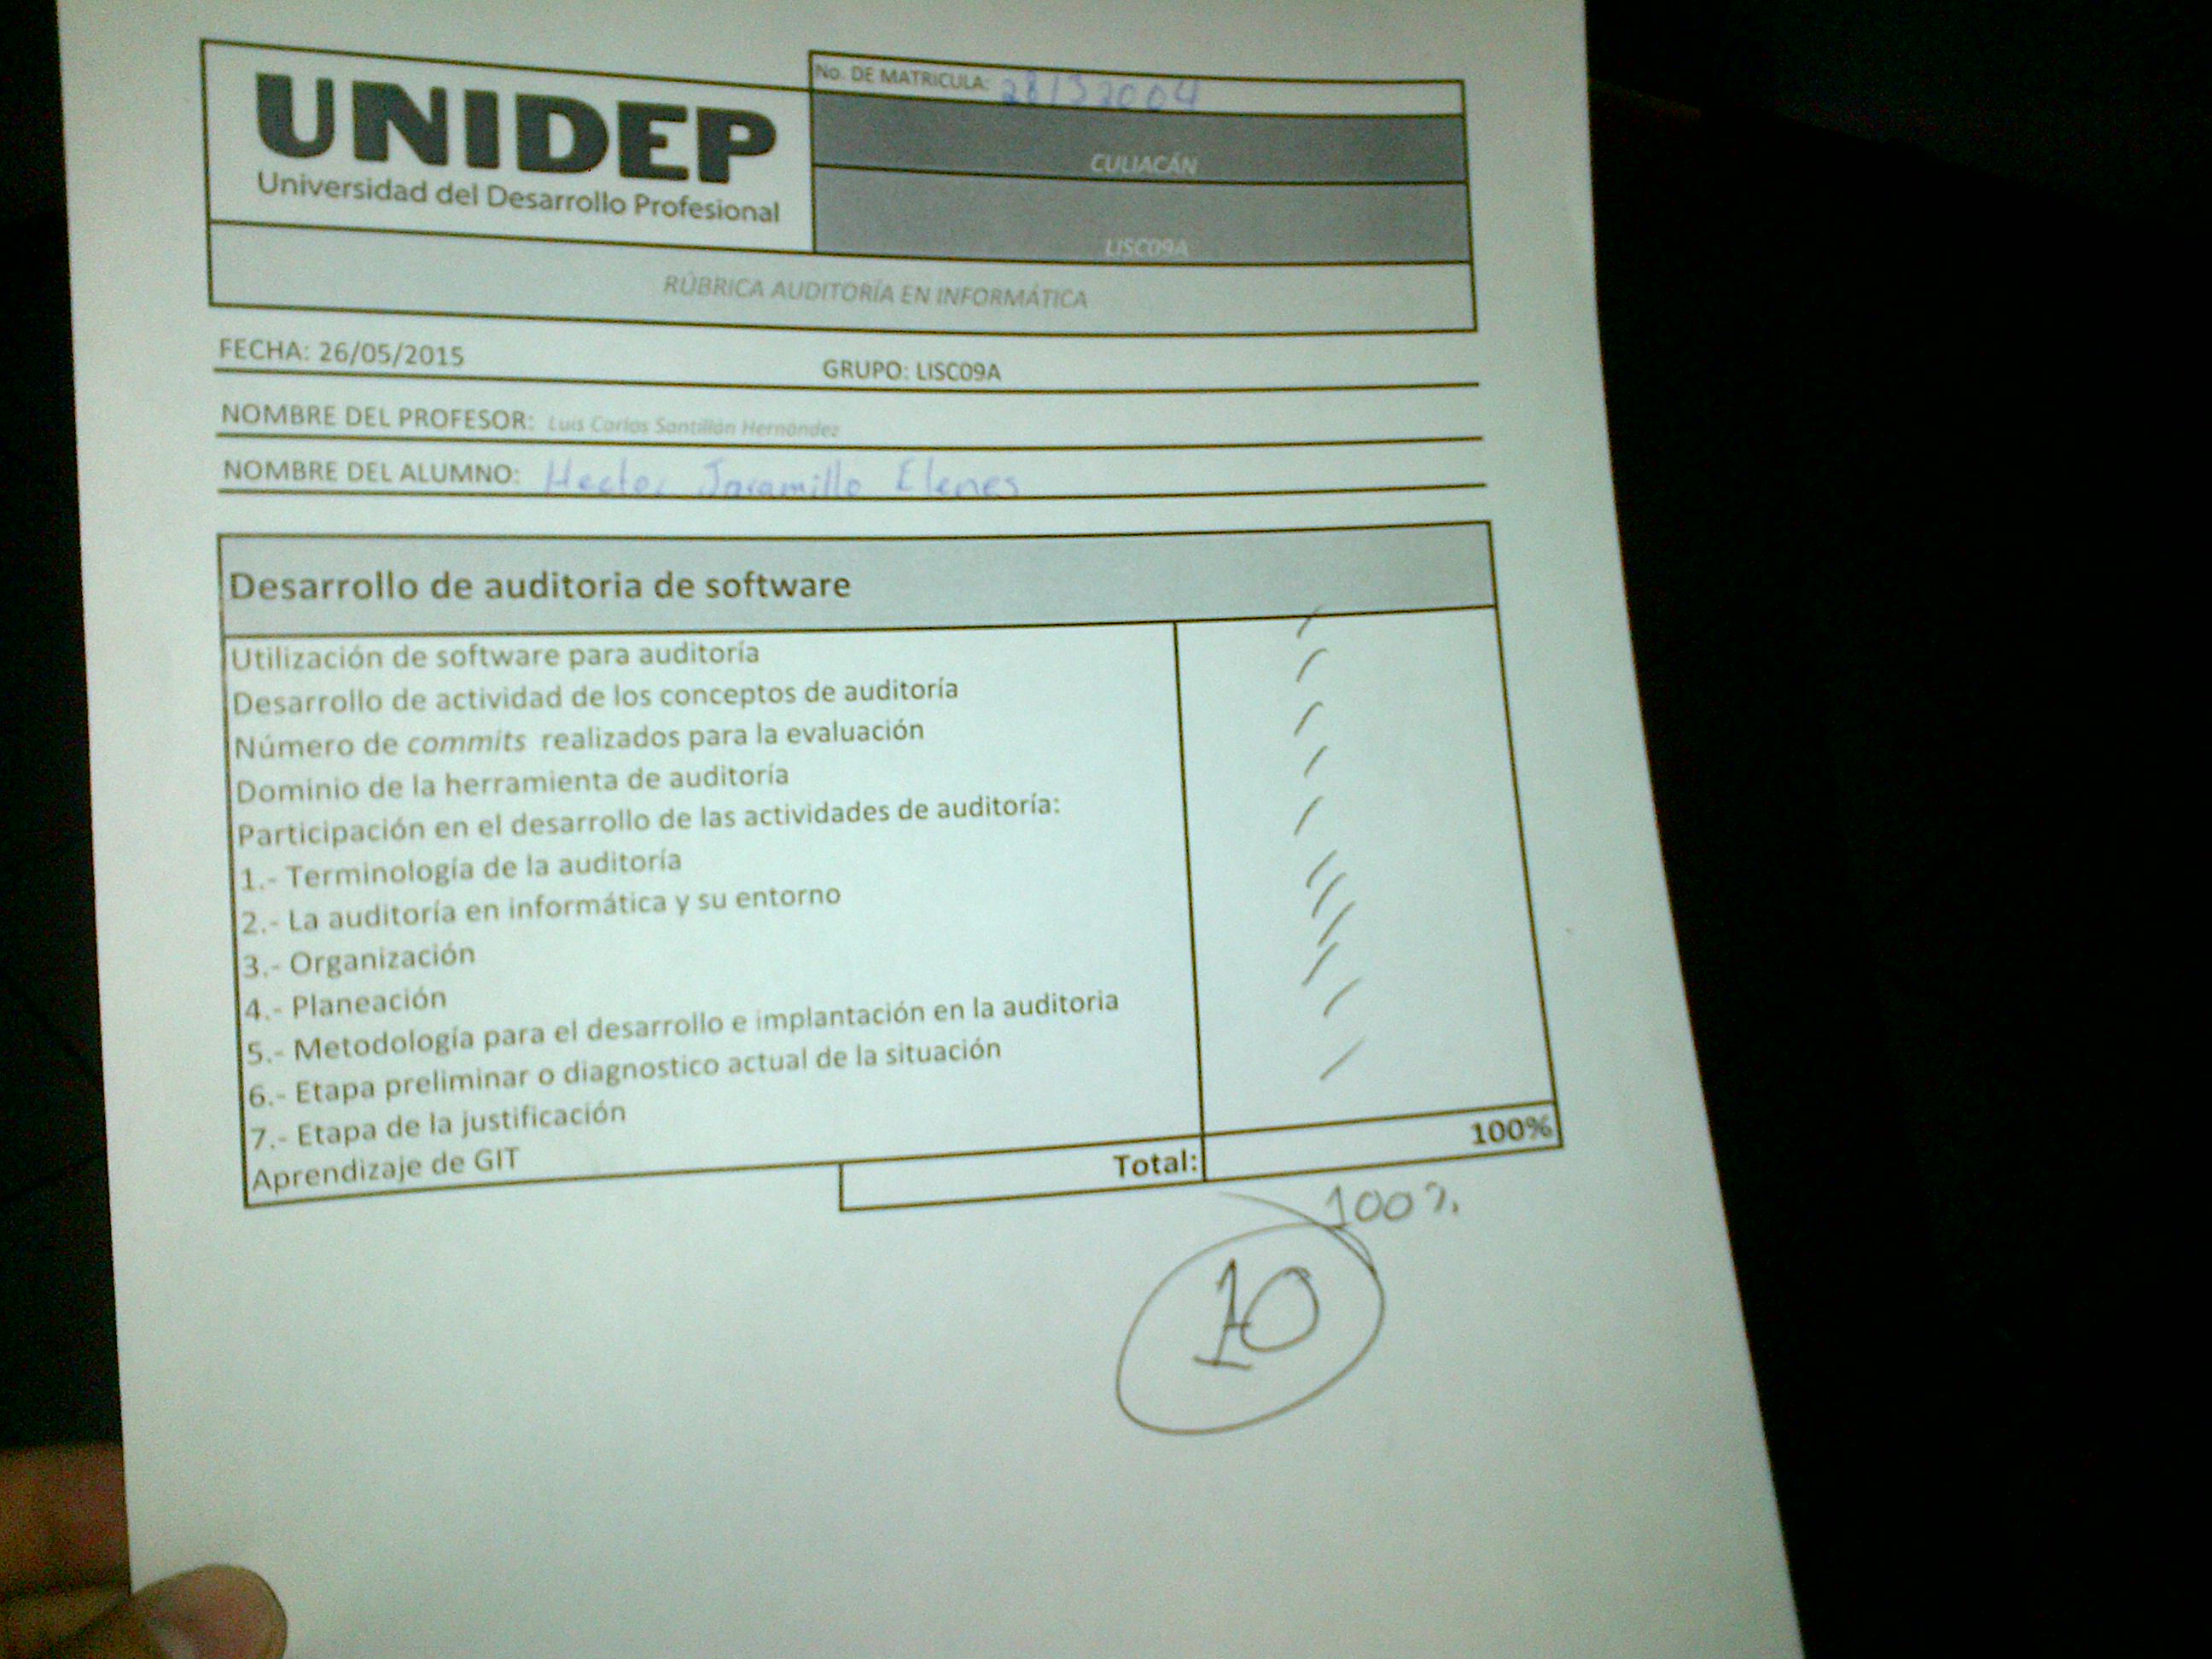 UNIDEP
Universidad del Desarrollo Profesional
No. DE MATRICULA: 28132004
CULIACÁN
LISC09A
RÚBRICA AUDITORÍA EN INFORMÁTICA
FECHA: 26/05/2015 GRUPO: LISC09A
NOMBRE DEL PROFESOR: Luis Carlos Santillán Hernández
NOMBRE DEL ALUMNO: Hector Jaramillo Elenes
Desarrollo de auditoria de software
Utilización de software para auditoría
Desarrollo de actividad de los conceptos de auditoría
Número de commits realizados para la evaluación
Dominio de la herramienta de auditoría
Participación en el desarrollo de las actividades de auditoría:
1.- Terminología de la auditoría
2.- La auditoría en informática y su entorno
3.- Organización
4.- Planeación
5.- Metodología para el desarrollo e implantación en la auditoria
6.- Etapa preliminar o diagnostico actual de la situación
7.- Etapa de la justificación
Aprendizaje de GIT
Total: 100%
100%
10